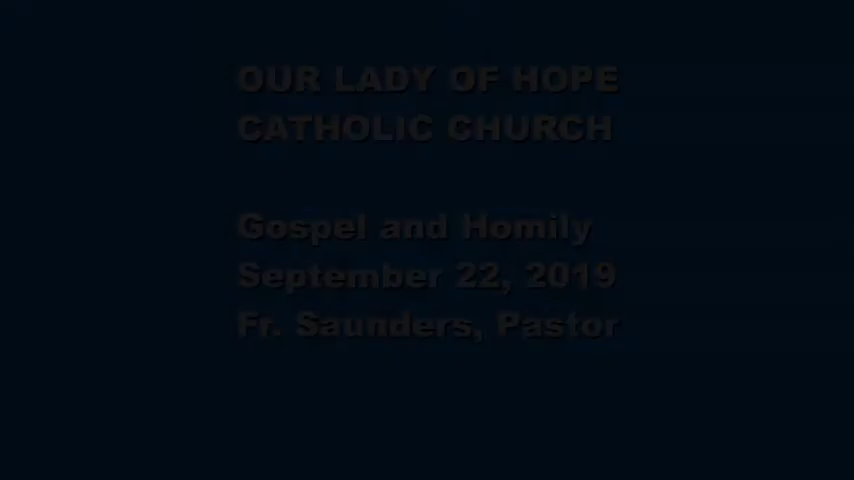 OUR LADY OF HOPE
CATHOLIC CHURCH
Gospel and Homily
September 22, 2019
Fr. Saunders, Pastor